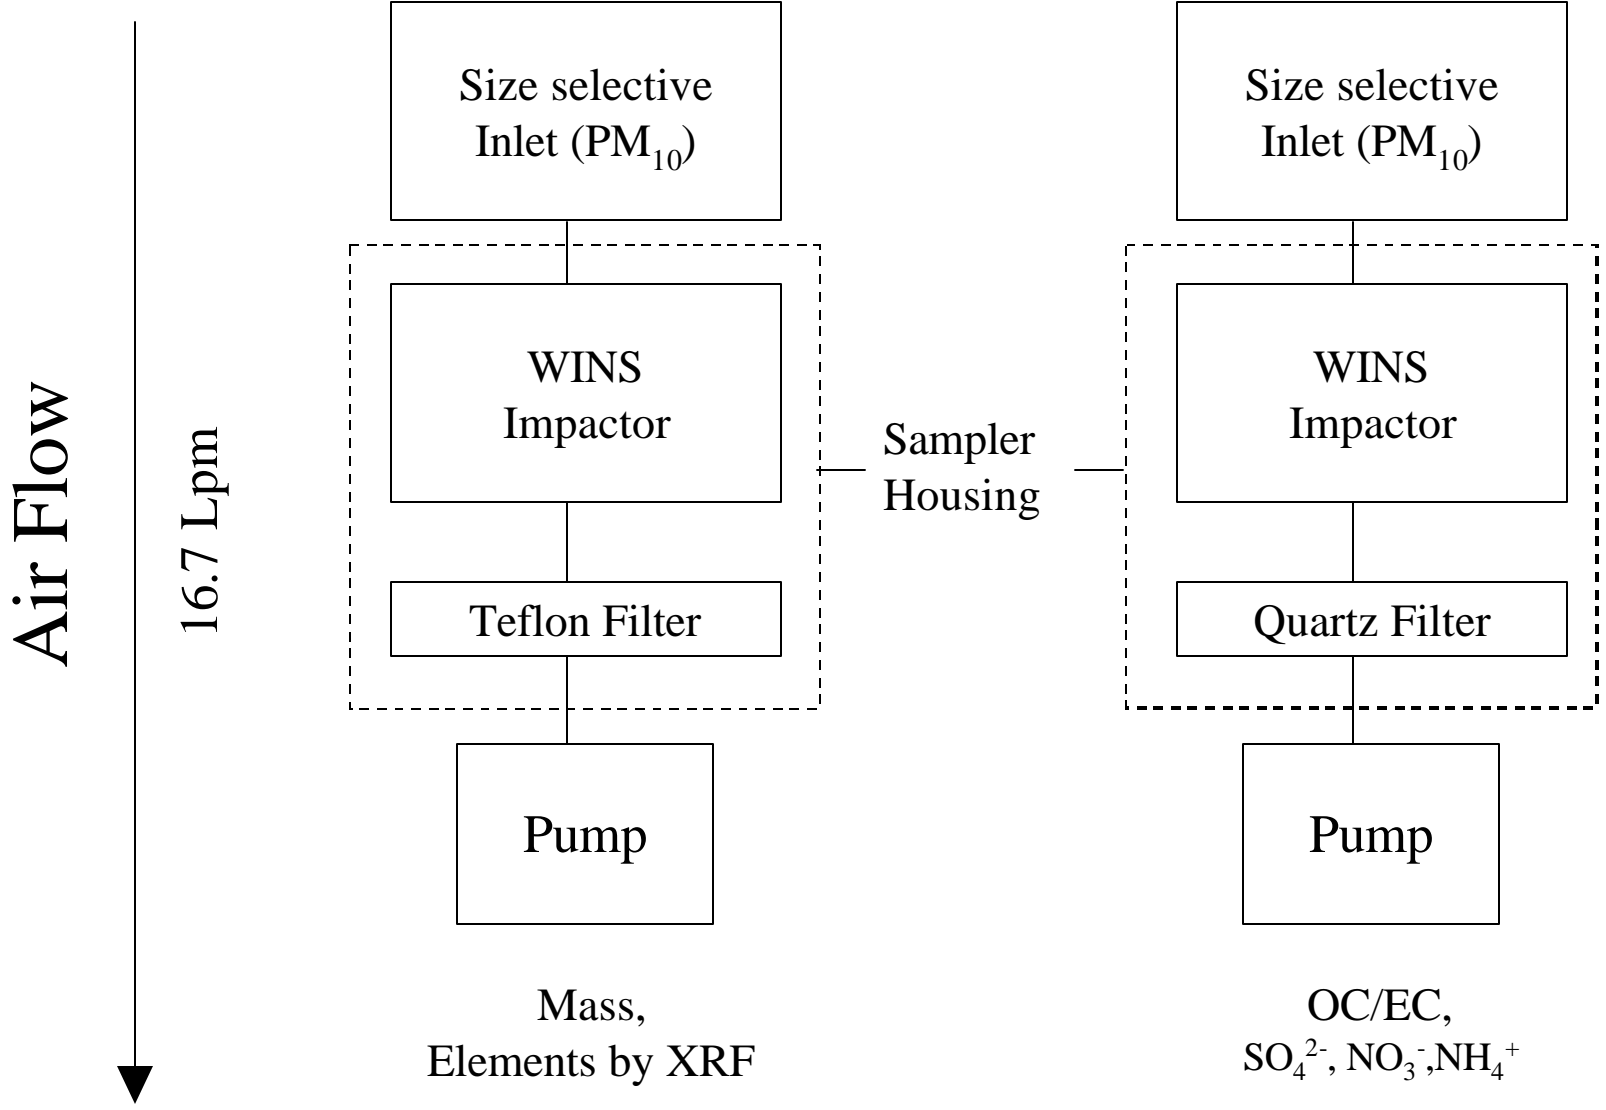 Air Flow
16.7 Lpm
Size selective
Inlet (PM₁₀)
WINS
Impactor
Teflon Filter
Pump
Mass,
Elements by XRF
Sampler
Housing
Size selective
Inlet (PM₁₀)
WINS
Impactor
Quartz Filter
Pump
OC/EC,
SO₄²⁻, NO₃⁻,NH₄⁺